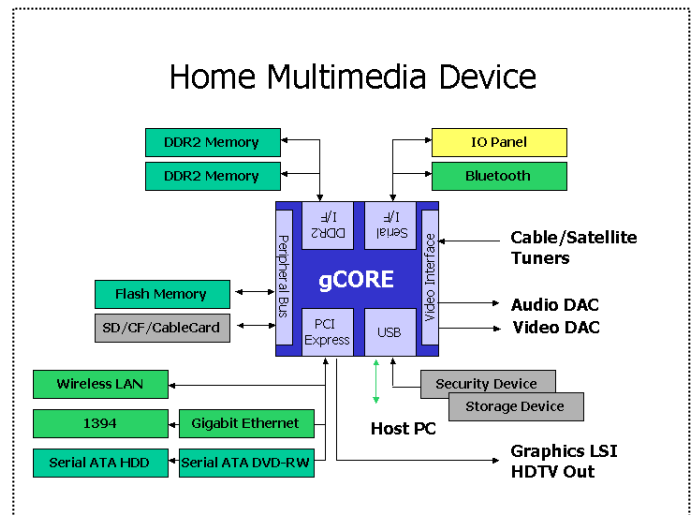 Home Multimedia Device
DDR2 Memory
IO Panel
DDR2 Memory
Bluetooth
DDR2
I/F
Serial
I/F
Peripheral Bus
Video Interface
gCORE
Cable/Satellite
Tuners
Flash Memory
Audio DAC
SD/CF/CableCard
PCI
Express
USB
Video DAC
Wireless LAN
Security Device
Storage Device
1394
Gigabit Ethernet
Host PC
Serial ATA HDD
Serial ATA DVD-RW
Graphics LSI
HDTV Out